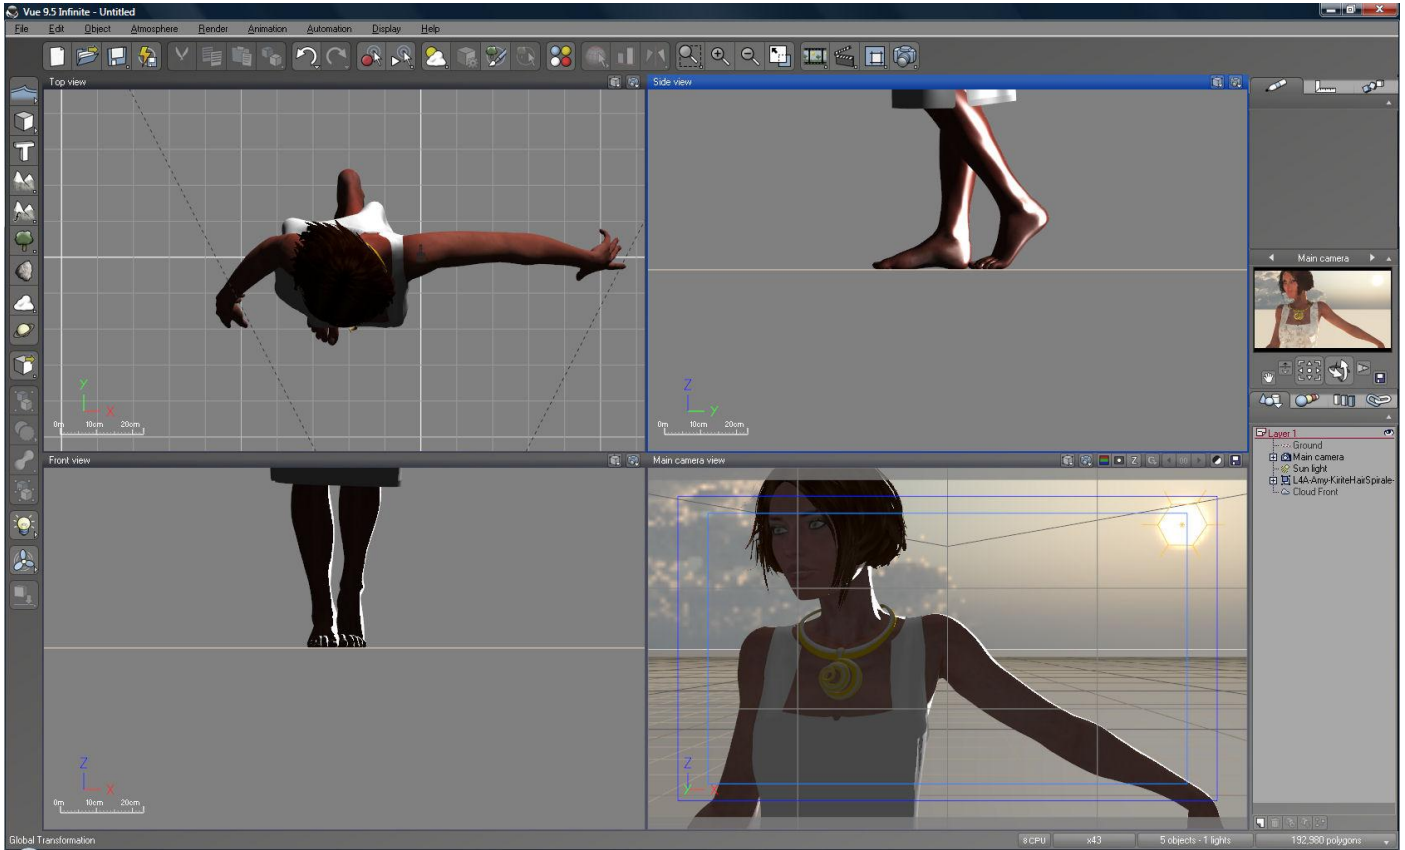 Vue 9.5 Infinite - Untitled
File Edit Object Atmosphere Render Animation Automation Display Help
Top view
Side view
Y
X
0m 10cm 20cm
Z
Y
0m 10cm 20cm
Main camera
Layer 1
Ground
Main camera
Sun light
L4A-Amy-KiriteHairSpirale-
Cloud Front
Front view
Main camera view
Z
X
0m 10cm 20cm
Z
Y X
Global Transformation
8 CPU x43 5 objects - 1 lights 192,980 polygons